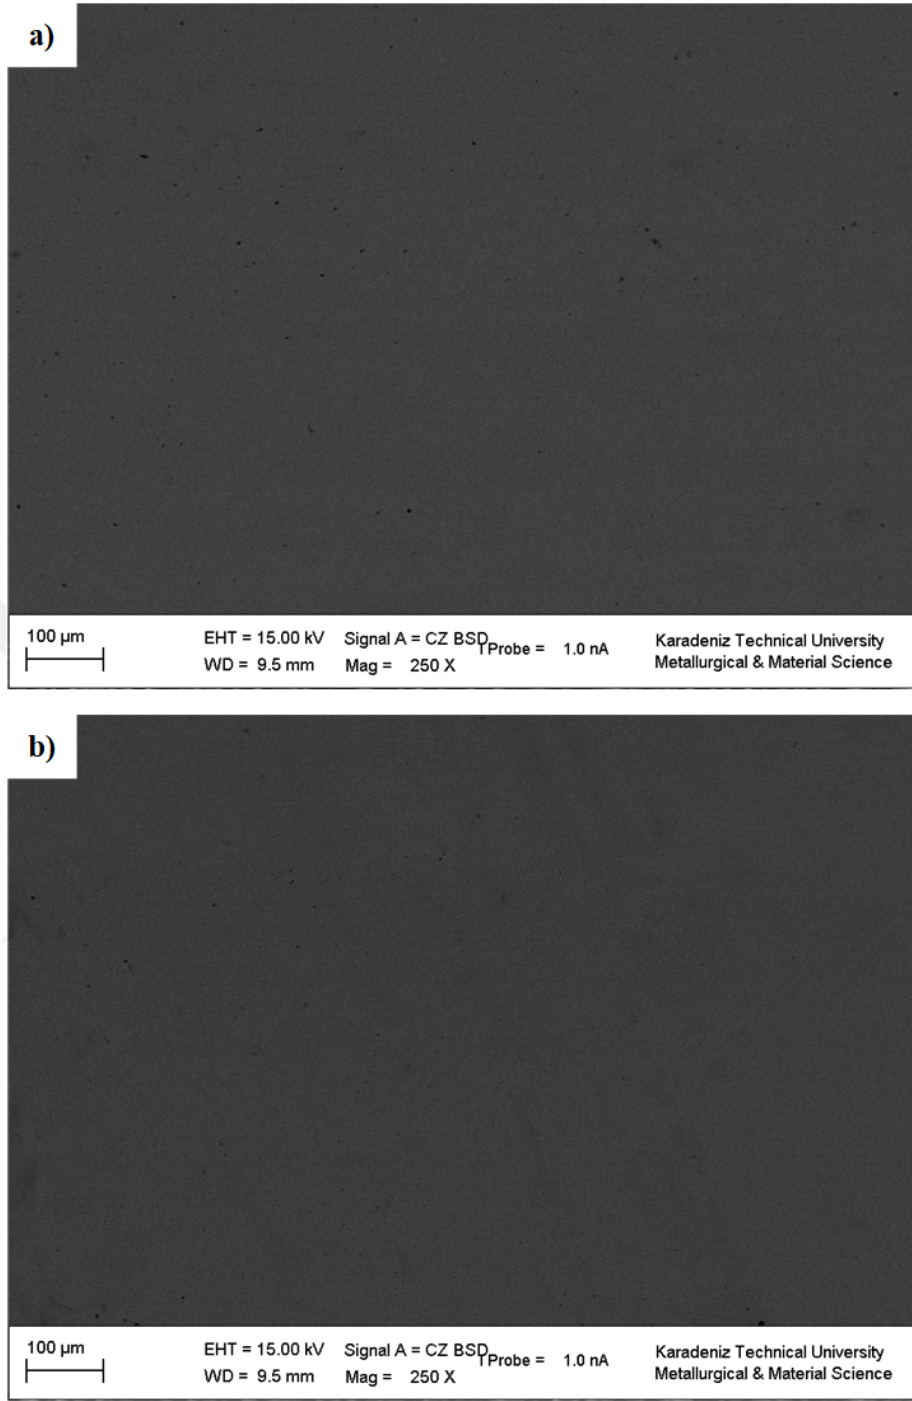 a)
100 µm
EHT = 15.00 kV Signal A = CZ BSD I Probe = 1.0 nA Karadeniz Technical University
WD = 9.5 mm Mag = 250 X Metallurgical & Material Science
b)
100 µm
EHT = 15.00 kV Signal A = CZ BSD I Probe = 1.0 nA Karadeniz Technical University
WD = 9.5 mm Mag = 250 X Metallurgical & Material Science